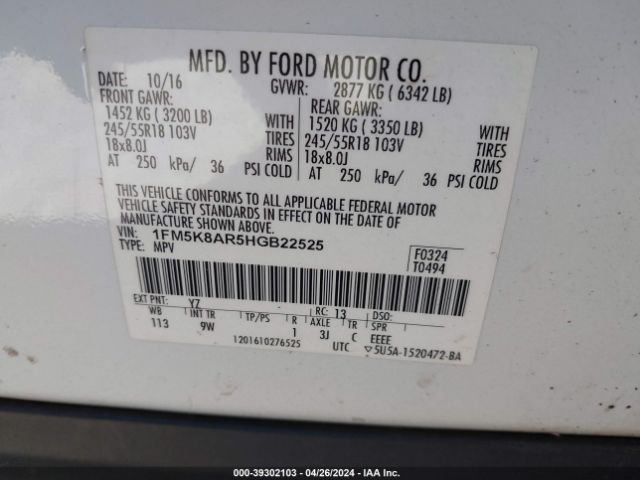 MFD. BY FORD MOTOR CO.
DATE: 10/16 GVWR: 2877 KG ( 6342 LB)
FRONT GAWR: REAR GAWR:
1452 KG ( 3200 LB) WITH 1520 KG ( 3350 LB) WITH
245/55R18 103V TIRES 245/55R18 103V TIRES
18x8.0J RIMS 18x8.0J RIMS
AT 250 kPa/ 36 PSI COLD AT 250 kPa/ 36 PSI COLD
THIS VEHICLE CONFORMS TO ALL APPLICABLE FEDERAL MOTOR
VEHICLE SAFETY STANDARDS IN EFFECT ON THE DATE OF
MANUFACTURE SHOWN ABOVE.
VIN: 1FM5K8AR5HGB22525
TYPE: MPV
F0324
T0494
EXT PNT: YZ RC: 13 DSO:
WB INT TR TP/PS R AXLE TR SPR
113 9W 1 3J C EEEE
1201610276525 UTC ▽5U5A-1520472-BA
000-39302103 - 04/26/2024 - IAA Inc.